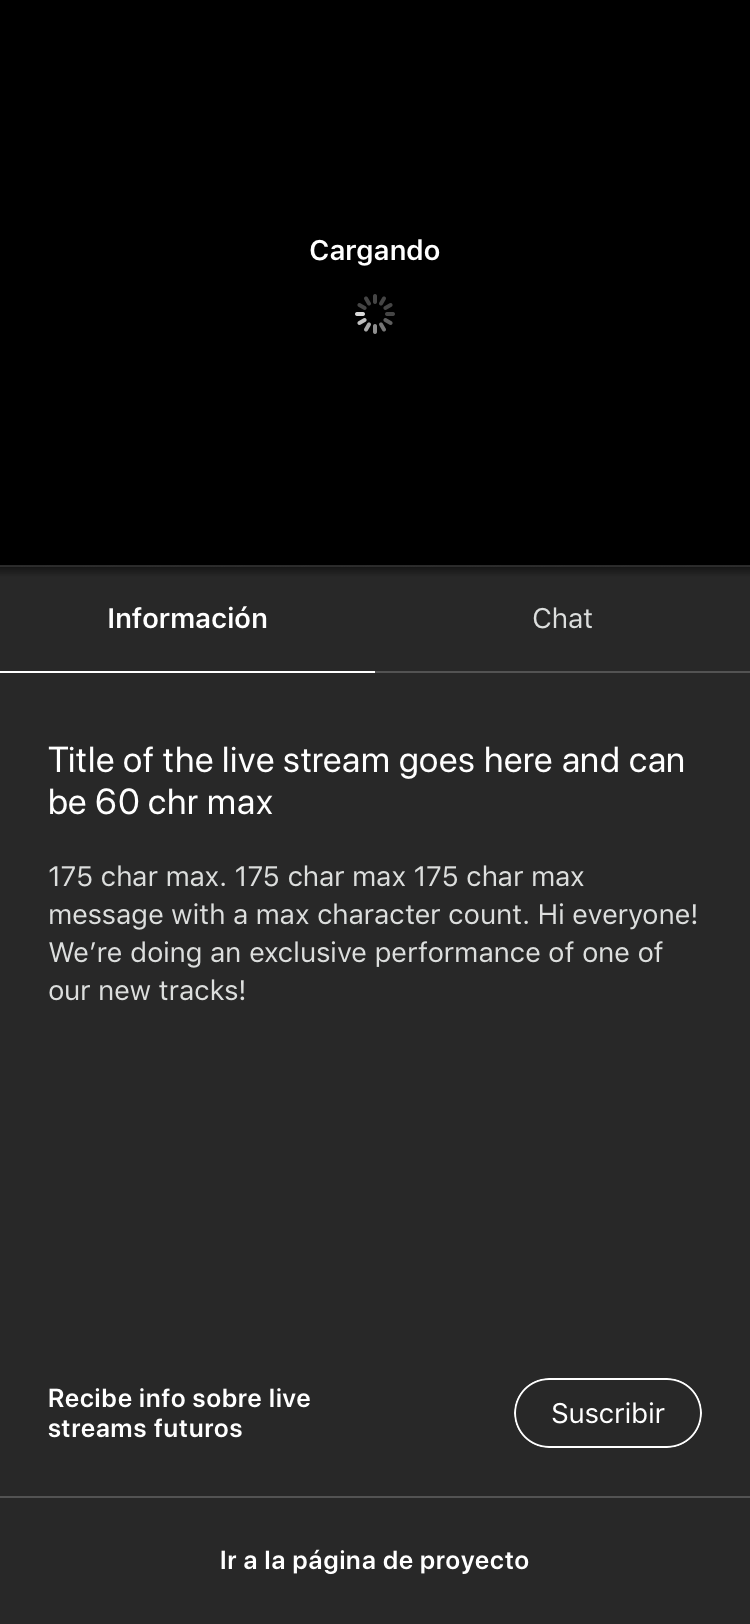 Cargando
Información
Chat
Title of the live stream goes here and can
be 60 chr max
175 char max. 175 char max 175 char max
message with a max character count. Hi everyone!
We’re doing an exclusive performance of one of
our new tracks!
Recibe info sobre live
streams futuros
Suscribir
Ir a la página de proyecto